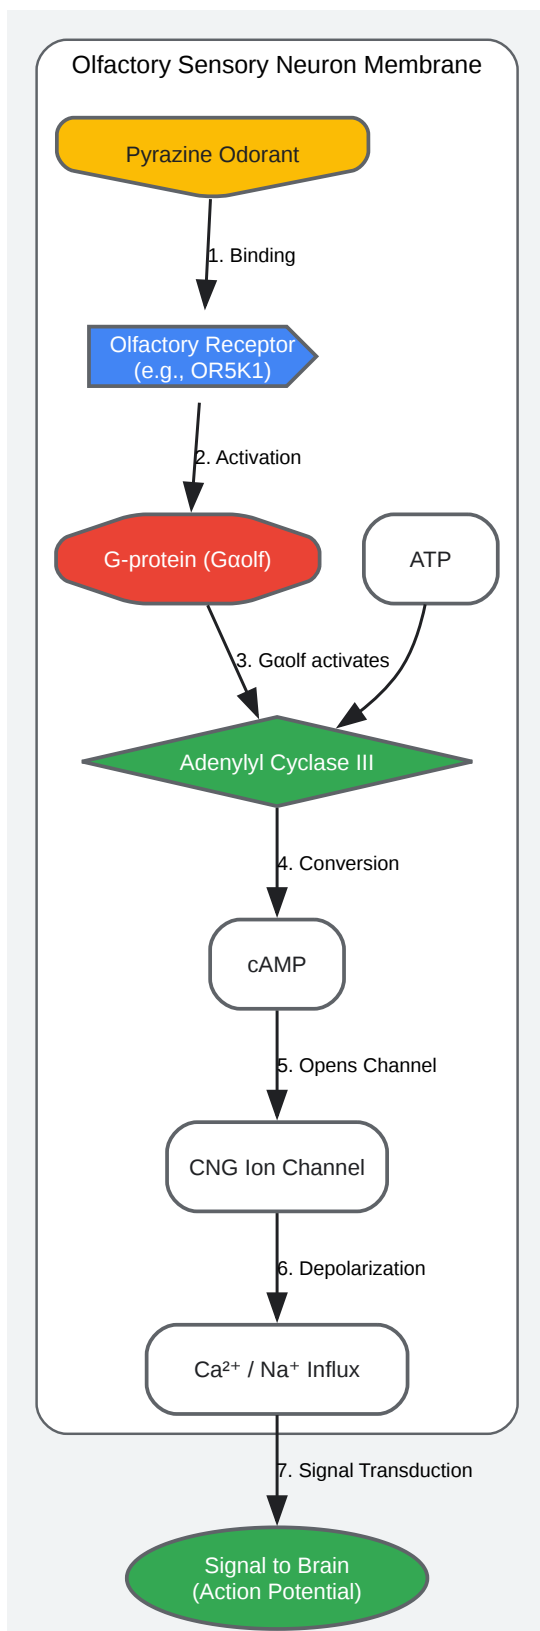 Olfactory Sensory Neuron Membrane
Pyrazine Odorant
1. Binding
Olfactory Receptor
(e.g., OR5K1)
2. Activation
G-protein (Gαolf)
ATP
3. Gαolf activates
Adenylyl Cyclase III
4. Conversion
cAMP
5. Opens Channel
CNG Ion Channel
6. Depolarization
Ca²⁺ / Na⁺ Influx
7. Signal Transduction
Signal to Brain
(Action Potential)